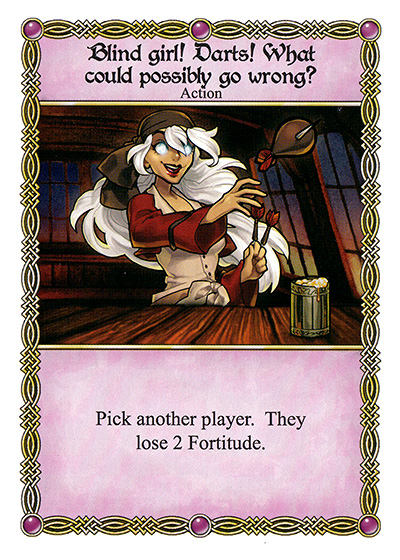 Blind girl! Darts! What
could possibly go wrong?
Action
Pick another player. They
lose 2 Fortitude.